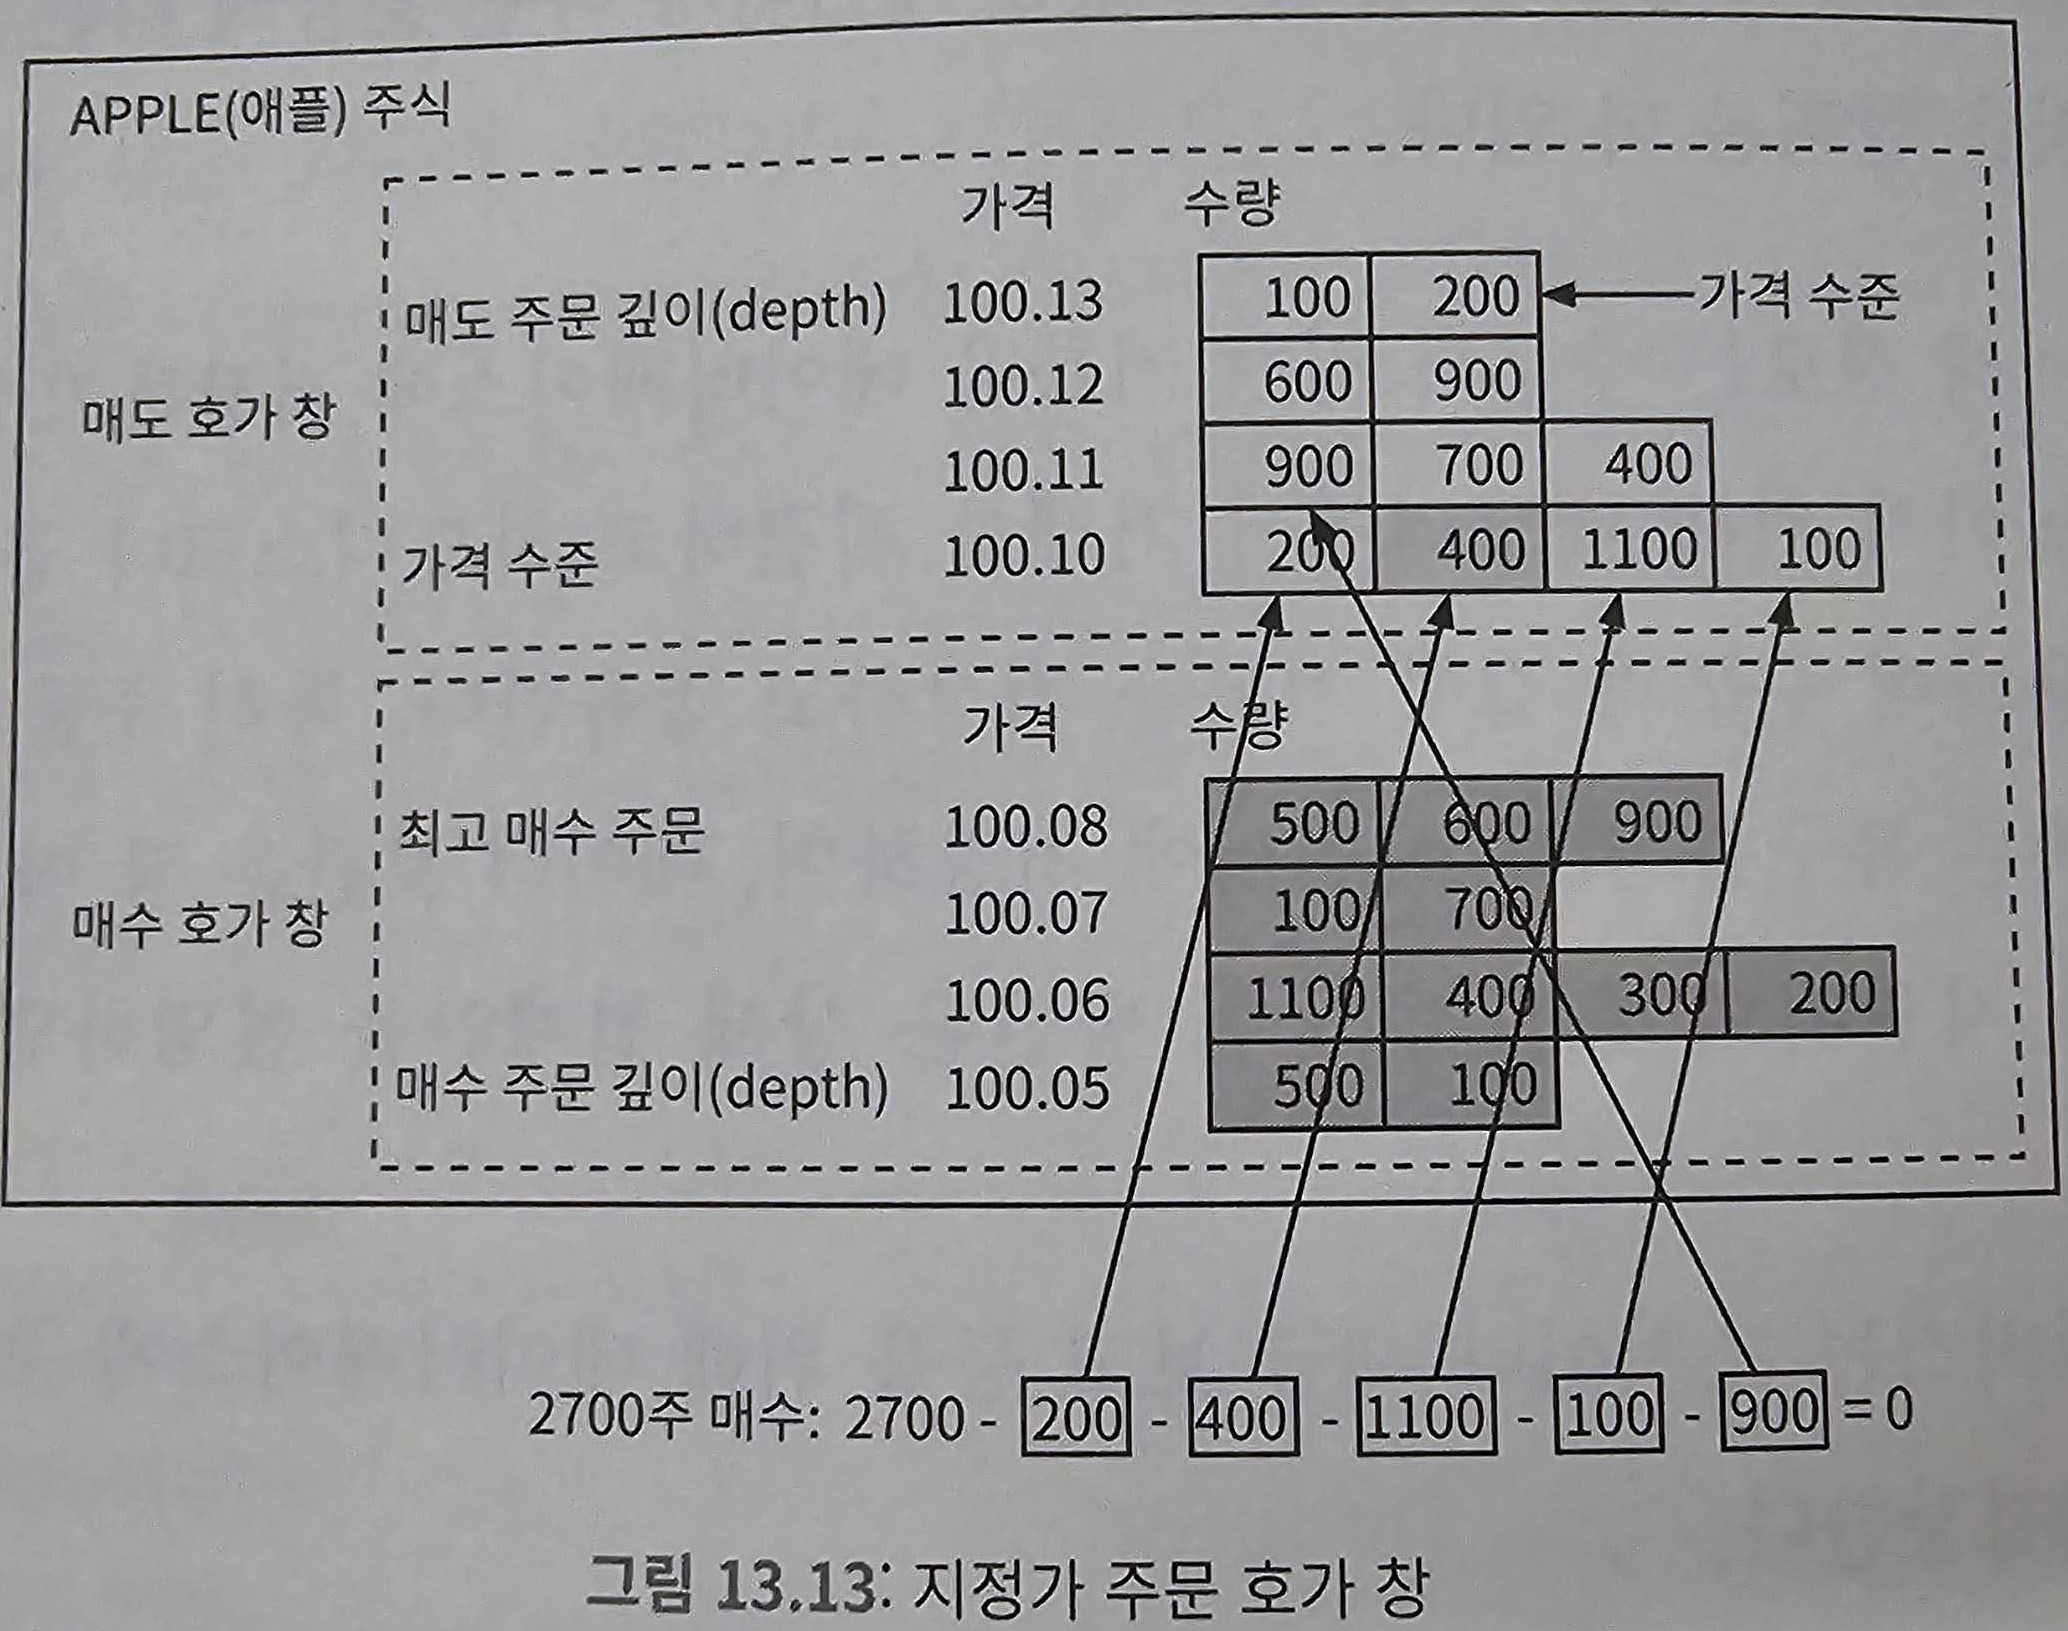 APPLE(애플) 주식
가격 수량
매도 주문 깊이(depth) 100.13 100 200 가격 수준
100.12 600 900
매도 호가 창
100.11 900 700 400
가격 수준 100.10 200 400 1100 100
가격 수량
최고 매수 주문 100.08 500 600 900
100.07 100 700
매수 호가 창
100.06 1100 400 300 200
매수 주문 깊이(depth) 100.05 500 100
2700주 매수: 2700 - 200 - 400 - 1100 - 100 - 900 = 0
그림 13.13: 지정가 주문 호가 창